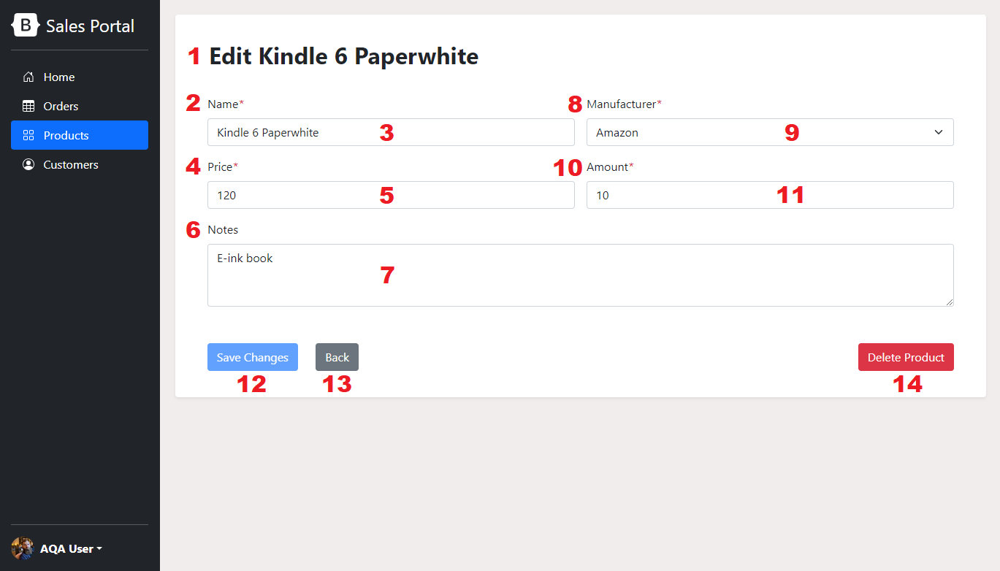 B Sales Portal
Home
Orders
Products
Customers
AQA User
1 Edit Kindle 6 Paperwhite
2 Name*
Kindle 6 Paperwhite 3
8 Manufacturer*
Amazon 9
4 Price*
120 5
10 Amount*
10 11
6 Notes
E-ink book
7
Save Changes
12
Back
13
Delete Product
14